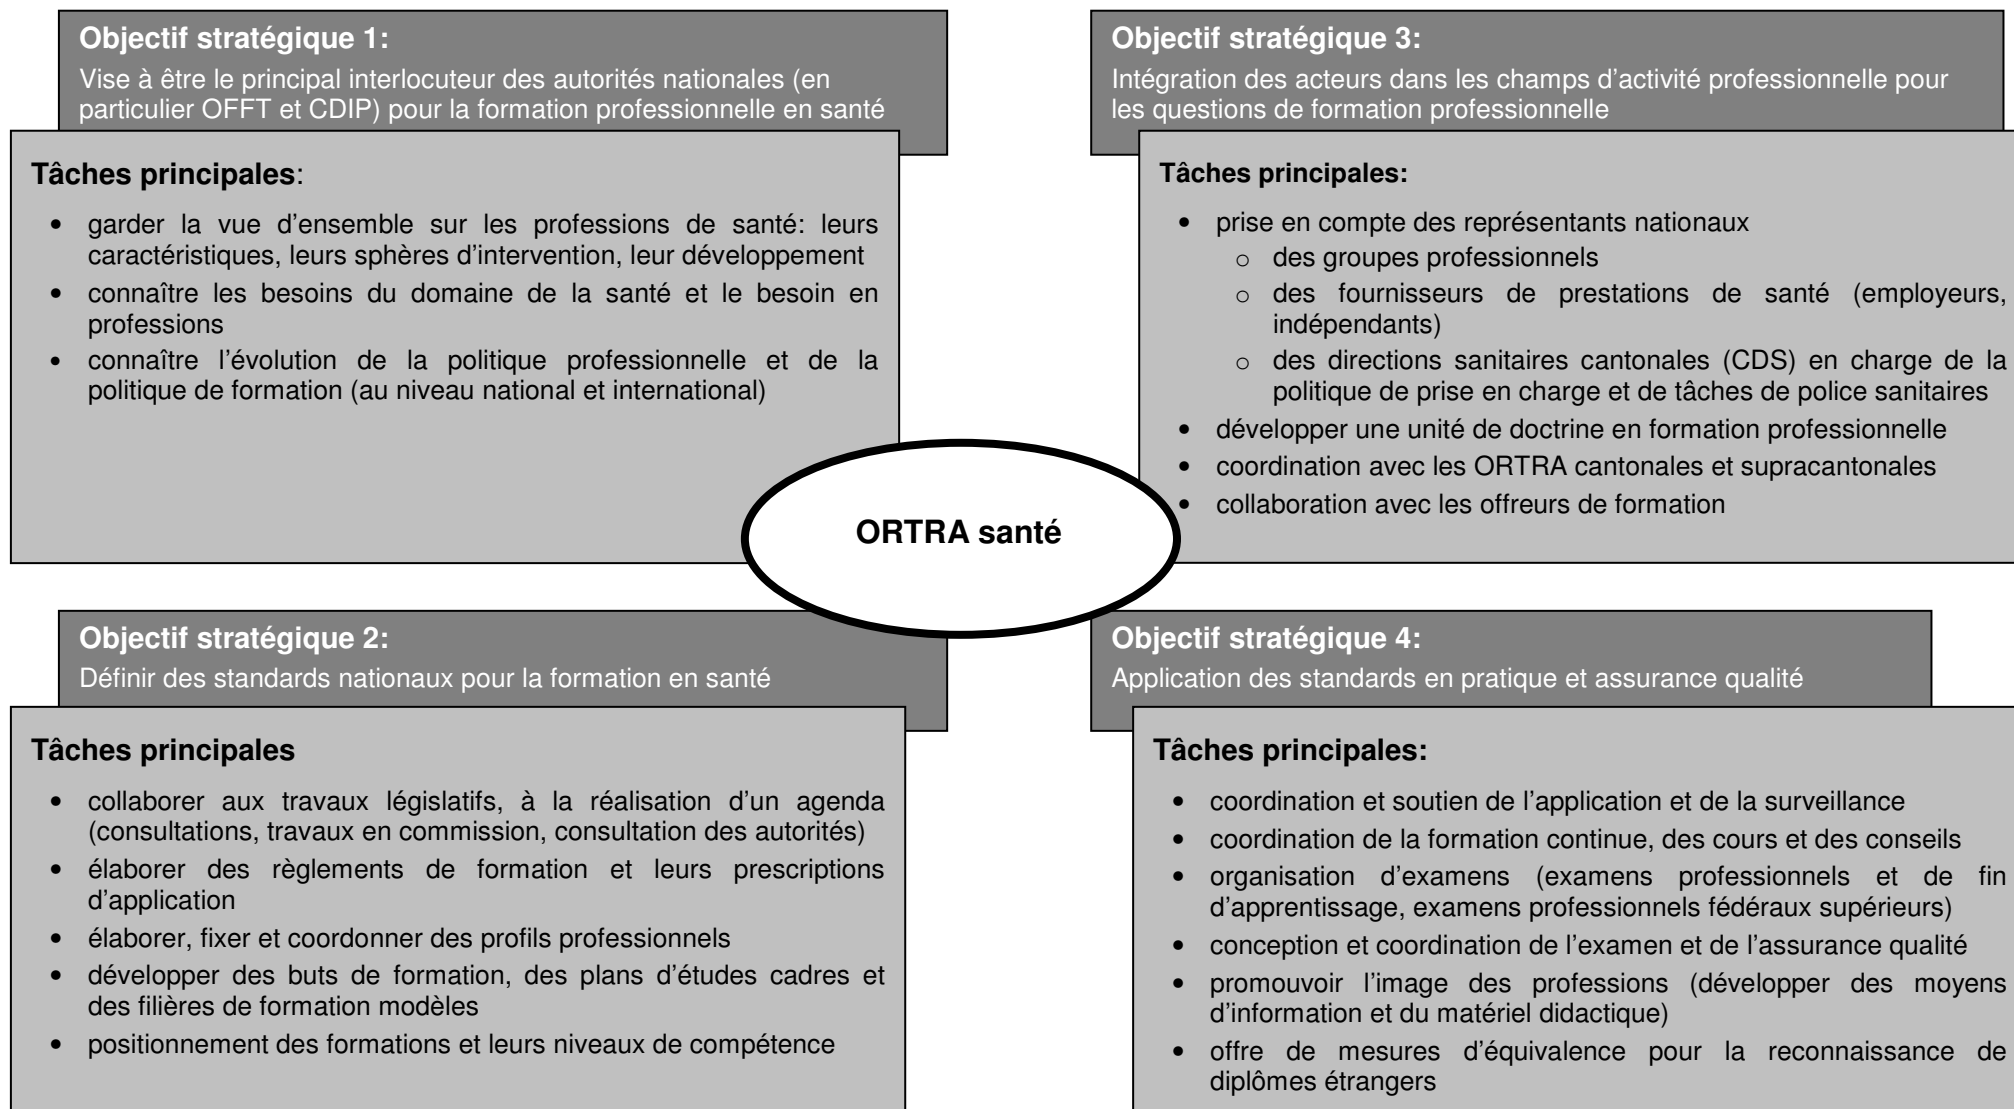 Objectif stratégique 1:
Vise à être le principal interlocuteur des autorités nationales (en
particulier OFFT et CDIP) pour la formation professionnelle en santé
Tâches principales:
• garder la vue d'ensemble sur les professions de santé: leurs
caractéristiques, leurs sphères d'intervention, leur développement
• connaître les besoins du domaine de la santé et le besoin en
professions
• connaître l'évolution de la politique professionnelle et de la
politique de formation (au niveau national et international)
Objectif stratégique 3:
Intégration des acteurs dans les champs d'activité professionnelle pour
les questions de formation professionnelle
Tâches principales:
• prise en compte des représentants nationaux
o des groupes professionnels
o des fournisseurs de prestations de santé (employeurs,
indépendants)
o des directions sanitaires cantonales (CDS) en charge de la
politique de prise en charge et de tâches de police sanitaires
• développer une unité de doctrine en formation professionnelle
• coordination avec les ORTRA cantonales et supracantonales
• collaboration avec les offreurs de formation
ORTRA santé
Objectif stratégique 2:
Définir des standards nationaux pour la formation en santé
Tâches principales
• collaborer aux travaux législatifs, à la réalisation d'un agenda
(consultations, travaux en commission, consultation des autorités)
• élaborer des règlements de formation et leurs prescriptions
d'application
• élaborer, fixer et coordonner des profils professionnels
• développer des buts de formation, des plans d'études cadres et
des filières de formation modèles
• positionnement des formations et leurs niveaux de compétence
Objectif stratégique 4:
Application des standards en pratique et assurance qualité
Tâches principales:
• coordination et soutien de l'application et de la surveillance
• coordination de la formation continue, des cours et des conseils
• organisation d'examens (examens professionnels et de fin
d'apprentissage, examens professionnels fédéraux supérieurs)
• conception et coordination de l'examen et de l'assurance qualité
• promouvoir l'image des professions (développer des moyens
d'information et du matériel didactique)
• offre de mesures d'équivalence pour la reconnaissance de
diplômes étrangers